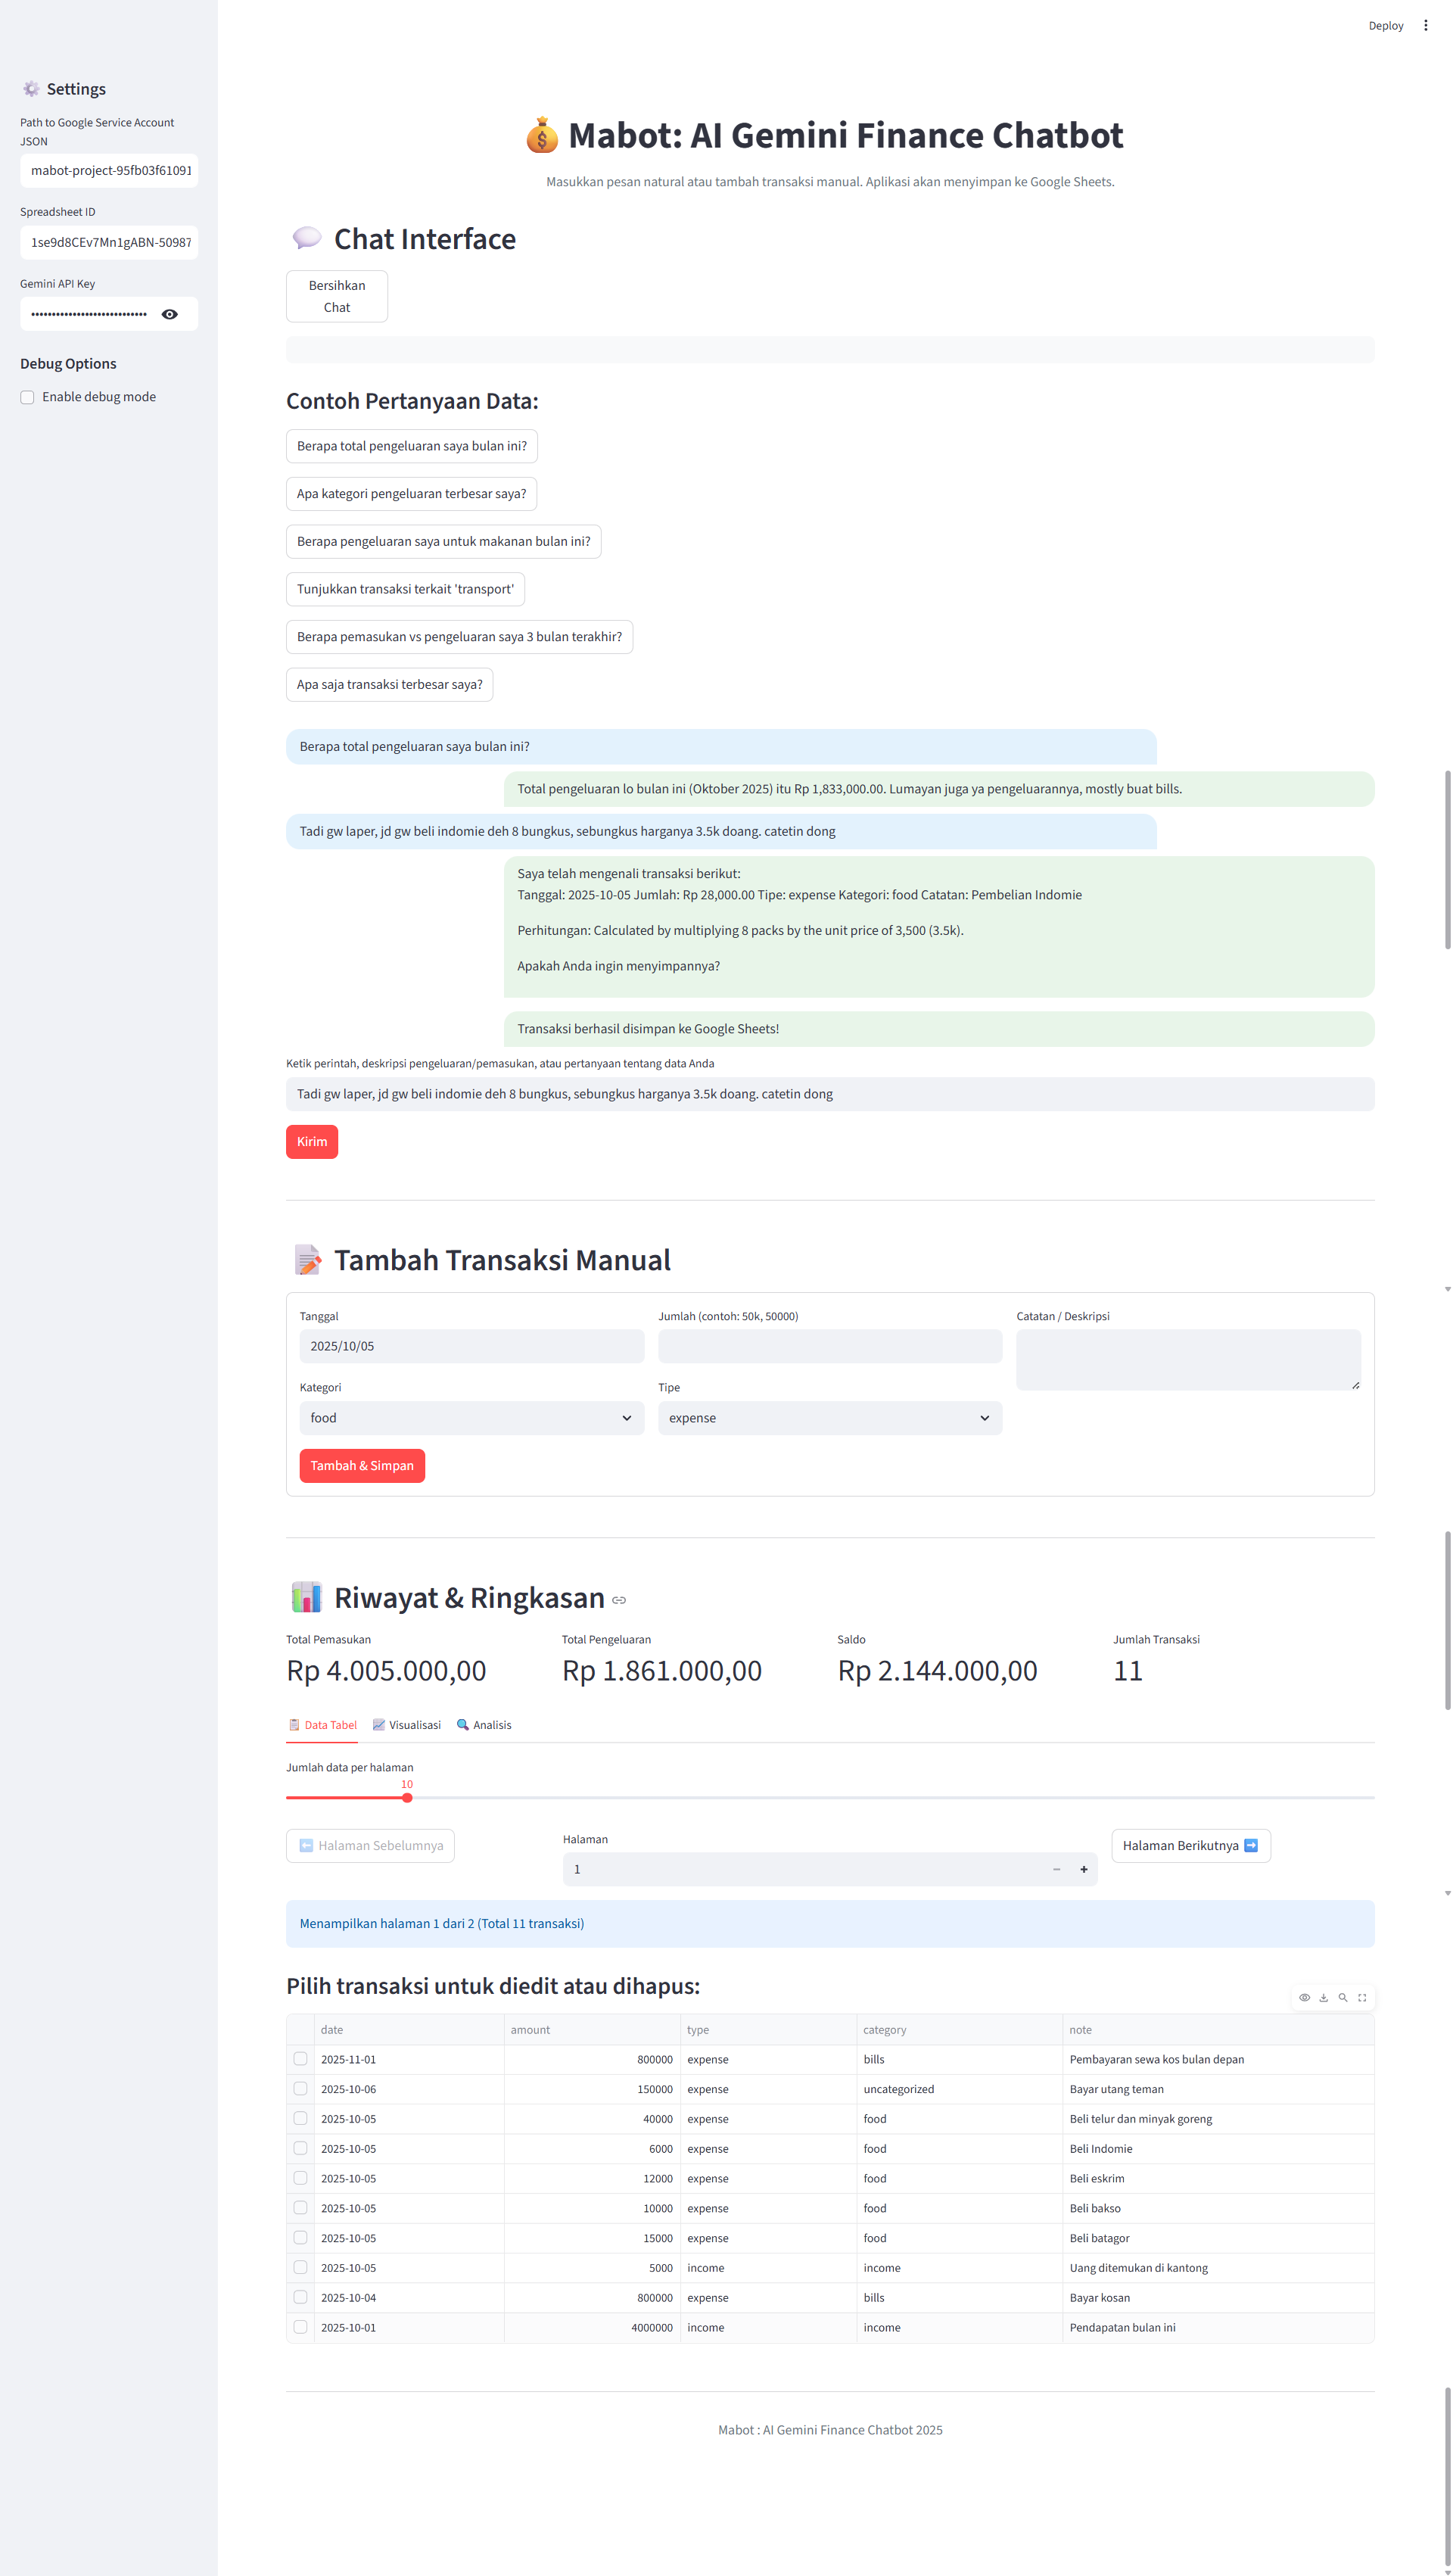 Deploy
Settings
Path to Google Service Account
JSON
mabot-project-95fb03f61091
Spreadsheet ID
1se9d8CEv7Mn1gABN-50987
Gemini API Key
Debug Options
Enable debug mode
Mabot: AI Gemini Finance Chatbot
Masukkan pesan natural atau tambah transaksi manual. Aplikasi akan menyimpan ke Google Sheets.
Chat Interface
Bersihkan
Chat
Contoh Pertanyaan Data:
Berapa total pengeluaran saya bulan ini?
Apa kategori pengeluaran terbesar saya?
Berapa pengeluaran saya untuk makanan bulan ini?
Tunjukkan transaksi terkait 'transport'
Berapa pemasukan vs pengeluaran saya 3 bulan terakhir?
Apa saja transaksi terbesar saya?
Berapa total pengeluaran saya bulan ini?
Total pengeluaran lo bulan ini (Oktober 2025) itu Rp 1,833,000.00. Lumayan juga ya pengeluarannya, mostly buat bills.
Tadi gw laper, jd gw beli indomie deh 8 bungkus, sebungkus harganya 3.5k doang. catetin dong
Saya telah mengenali transaksi berikut:
Tanggal: 2025-10-05 Jumlah: Rp 28,000.00 Tipe: expense Kategori: food Catatan: Pembelian Indomie
Perhitungan: Calculated by multiplying 8 packs by the unit price of 3,500 (3.5k).
Apakah Anda ingin menyimpannya?
Transaksi berhasil disimpan ke Google Sheets!
Ketik perintah, deskripsi pengeluaran/pemasukan, atau pertanyaan tentang data Anda
Tadi gw laper, jd gw beli indomie deh 8 bungkus, sebungkus harganya 3.5k doang. catetin dong
Kirim
Tambah Transaksi Manual
Tanggal Jumlah (contoh: 50k, 50000) Catatan / Deskripsi
2025/10/05
Kategori Tipe
food expense
Tambah & Simpan
Riwayat & Ringkasan
Total Pemasukan Total Pengeluaran Saldo Jumlah Transaksi
Rp 4.005.000,00 Rp 1.861.000,00 Rp 2.144.000,00 11
Data Tabel Visualisasi Analisis
Jumlah data per halaman
10
Halaman Sebelumnya Halaman Halaman Berikutnya
1 − +
Menampilkan halaman 1 dari 2 (Total 11 transaksi)
Pilih transaksi untuk diedit atau dihapus:
date amount type category note
2025-11-01 800000 expense bills Pembayaran sewa kos bulan depan
2025-10-06 150000 expense uncategorized Bayar utang teman
2025-10-05 40000 expense food Beli telur dan minyak goreng
2025-10-05 6000 expense food Beli Indomie
2025-10-05 12000 expense food Beli eskrim
2025-10-05 10000 expense food Beli bakso
2025-10-05 15000 expense food Beli batagor
2025-10-05 5000 income income Uang ditemukan di kantong
2025-10-04 800000 expense bills Bayar kosan
2025-10-01 4000000 income income Pendapatan bulan ini
Mabot : AI Gemini Finance Chatbot 2025